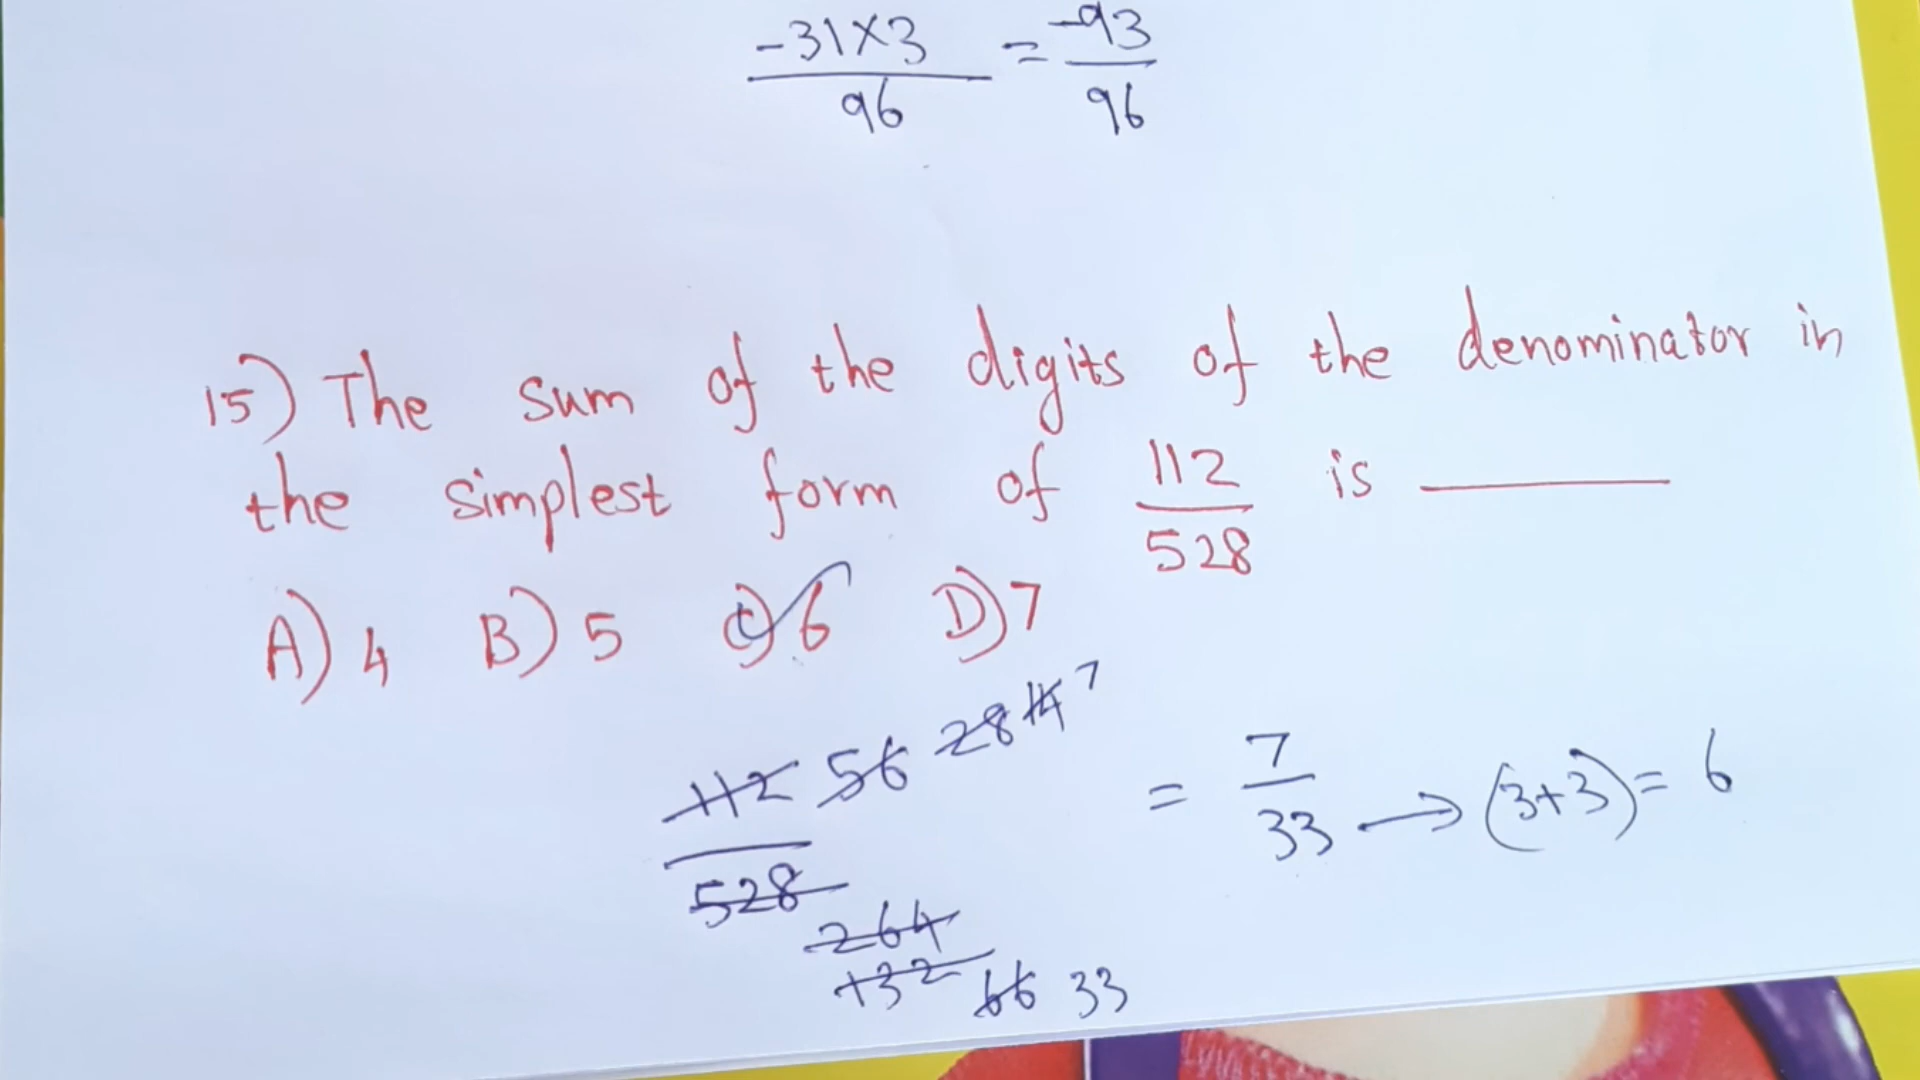 -31×3 = -93
96 96
15) The sum of the digits of the denominator in
the simplest form of 112/528 is ______
A) 4 B) 5 C) 6 D) 7
112 56 28 14 7
528
264
132 66 33
= 7/33 → (3+3) = 6